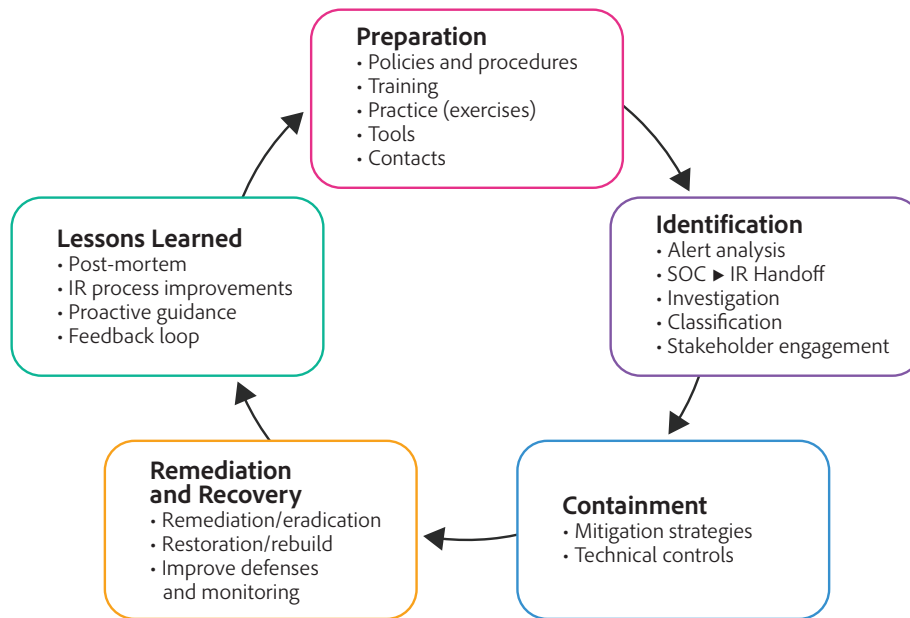 Preparation
• Policies and procedures
• Training
• Practice (exercises)
• Tools
• Contacts
Identification
• Alert analysis
• SOC ► IR Handoff
• Investigation
• Classification
• Stakeholder engagement
Containment
• Mitigation strategies
• Technical controls
Remediation
and Recovery
• Remediation/eradication
• Restoration/rebuild
• Improve defenses
and monitoring
Lessons Learned
• Post-mortem
• IR process improvements
• Proactive guidance
• Feedback loop